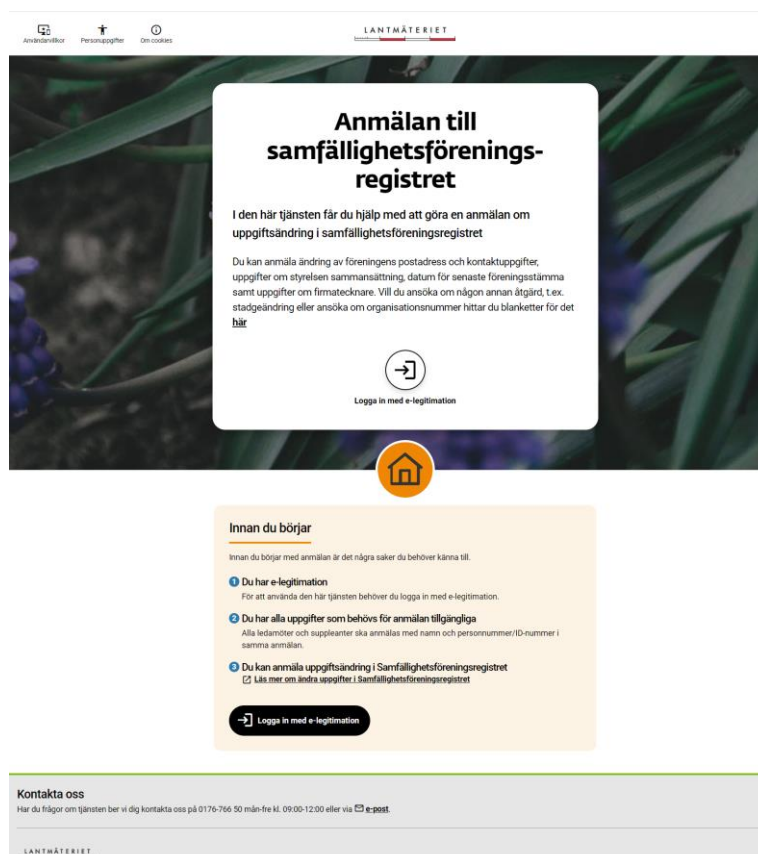 Användarvillkor
Personuppgifter
Om cookies
LANTMÄTERIET
Anmälan till
samfällighetsförenings-
registret
I den här tjänsten får du hjälp med att göra en anmälan om
uppgiftsändring i samfällighetsföreningsregistret
Du kan anmäla ändring av föreningens postadress och kontaktuppgifter,
uppgifter om styrelsen sammansättning, datum för senaste föreningsstämma
samt uppgifter om firmatecknare. Vill du ansöka om någon annan åtgärd, t.ex.
stadgeändring eller ansöka om organisationsnummer hittar du blanketter för det
här
Logga in med e-legitimation
Innan du börjar
Innan du börjar med anmälan är det några saker du behöver känna till.
1 Du har e-legitimation
För att använda den här tjänsten behöver du logga in med e-legitimation.
2 Du har alla uppgifter som behövs för anmälan tillgängliga
Alla ledamöter och suppleanter ska anmälas med namn och personnummer/ID-nummer i
samma anmälan.
3 Du kan anmäla uppgiftsändring i Samfällighetsföreningsregistret
Läs mer om ändra uppgifter i Samfällighetsföreningsregistret
Logga in med e-legitimation
Kontakta oss
Har du frågor om tjänsten ber vi dig kontakta oss på 0176-766 50 mån-fre kl. 09:00-12:00 eller via e-post.
LANTMÄTERIET